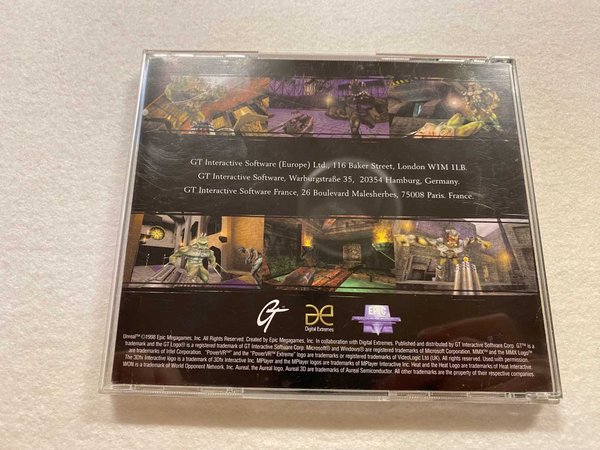 GT Interactive Software (Europe) Ltd., 116 Baker Street, London W1M 1LB.
GT Interactive Software, Warburgstraße 35, 20354 Hamburg, Germany.
GT Interactive Software France, 26 Boulevard Malesherbes, 75008 Paris. France.
GT Digital Extremes EPIC
Unreal™ ©1998 Epic Megagames, Inc. All Rights Reserved. Created by Epic Megagames, Inc. in collaboration with Digital Extremes. Published and distributed by GT Interactive Software Corp. GT™ is a
trademark and the GT Logo® is a registered trademark of GT Interactive Software Corp. Microsoft® and Windows® are registered trademarks of Microsoft Corporation. MMX™ and the MMX Logo™
are trademarks of Intel Corporation. "PowerVR™ and the "PowerVR™ Extreme" logo are trademarks or registered trademarks of VideoLogic Ltd (UK). All rights reserved. Used with permission.
The 3Dfx Interactive logo is a trademark of 3Dfx Interactive Inc. MPlayer and the MPlayer logos are trademarks of MPlayer Interactive Inc. Heat and the Heat Logo are trademarks of Heat Interactive.
WON is a trademark of World Opponent Network, Inc. Aureal, the Aureal logo, Aureal 3D are trademark of Aureal Semiconductor. All other trademarks are the property of their respective companies.